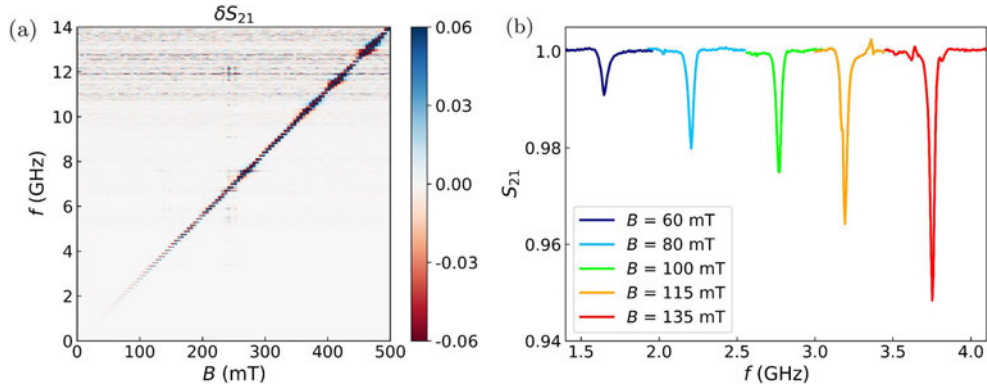 (a)
δS21
14
12
10
8
6
4
2
0
f (GHz)
0 100 200 300 400 500
B (mT)
0.06
0.03
0.00
-0.03
-0.06
(b)
1.0
0.98
0.96
0.94
S21
B = 60 mT
B = 80 mT
B = 100 mT
B = 115 mT
B = 135 mT
1.5 2.0 2.5 3.0 3.5 4.0
f (GHz)